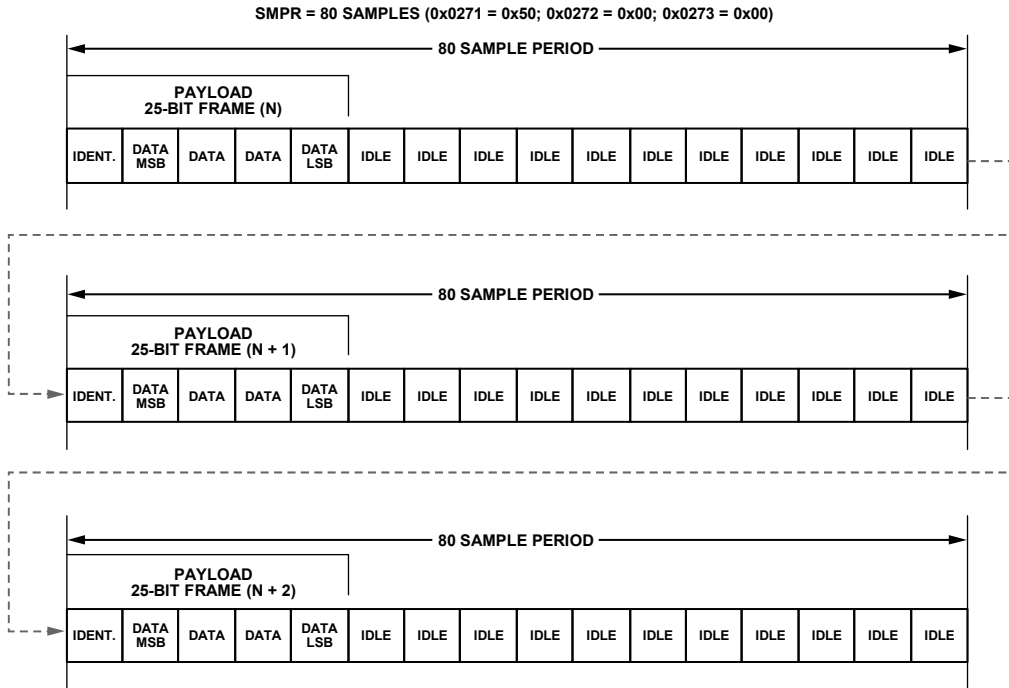 SMPR = 80 SAMPLES (0x0271 = 0x50; 0x0272 = 0x00; 0x0273 = 0x00)
80 SAMPLE PERIOD
PAYLOAD
25-BIT FRAME (N)
IDENT. DATA MSB DATA DATA DATA LSB IDLE IDLE IDLE IDLE IDLE IDLE IDLE IDLE IDLE IDLE IDLE
80 SAMPLE PERIOD
PAYLOAD
25-BIT FRAME (N + 1)
IDENT. DATA MSB DATA DATA DATA LSB IDLE IDLE IDLE IDLE IDLE IDLE IDLE IDLE IDLE IDLE IDLE
80 SAMPLE PERIOD
PAYLOAD
25-BIT FRAME (N + 2)
IDENT. DATA MSB DATA DATA DATA LSB IDLE IDLE IDLE IDLE IDLE IDLE IDLE IDLE IDLE IDLE IDLE